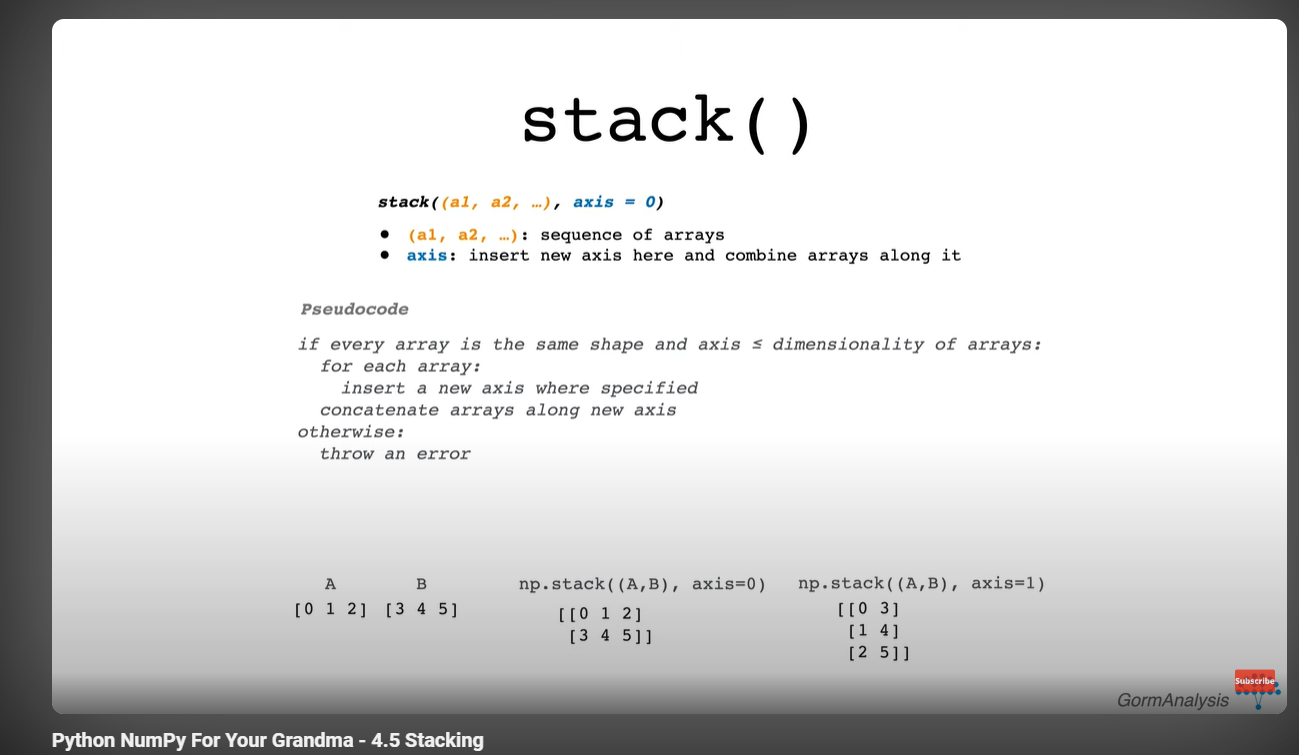 stack()
stack((a1, a2, …), axis = 0)
● (a1, a2, …): sequence of arrays
● axis: insert new axis here and combine arrays along it
Pseudocode
if every array is the same shape and axis ≤ dimensionality of arrays:
for each array:
insert a new axis where specified
concatenate arrays along new axis
otherwise:
throw an error
A B np.stack((A,B), axis=0) np.stack((A,B), axis=1)
[0 1 2] [3 4 5] [[0 1 2] [[0 3]
[3 4 5]] [1 4]
[2 5]]
Subscribe
GormAnalysis
Python NumPy For Your Grandma - 4.5 Stacking